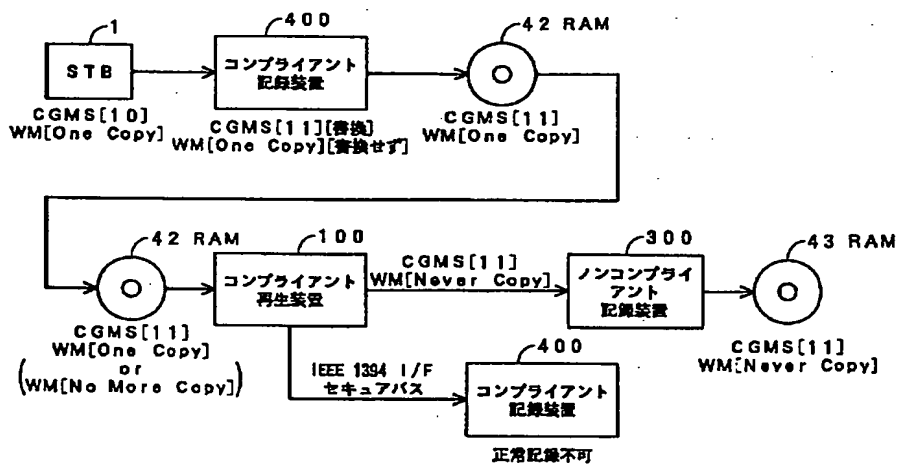 1
STB
CGMS[10]
WM[One Copy]
400
コンプライアント
記録装置
CGMS[11][書換]
WM[One Copy][書換せず]
42 RAM
CGMS[11]
WM[One Copy]
42 RAM
CGMS[11]
WM[One Copy]
or
(WM[No More Copy])
100
コンプライアント
再生装置
CGMS[11]
WM[Never Copy]
300
ノンコンプライ
アント
記録装置
43 RAM
CGMS[11]
WM[Never Copy]
IEEE 1394 I/F
セキュアバス
400
コンプライアント
記録装置
正常記録不可